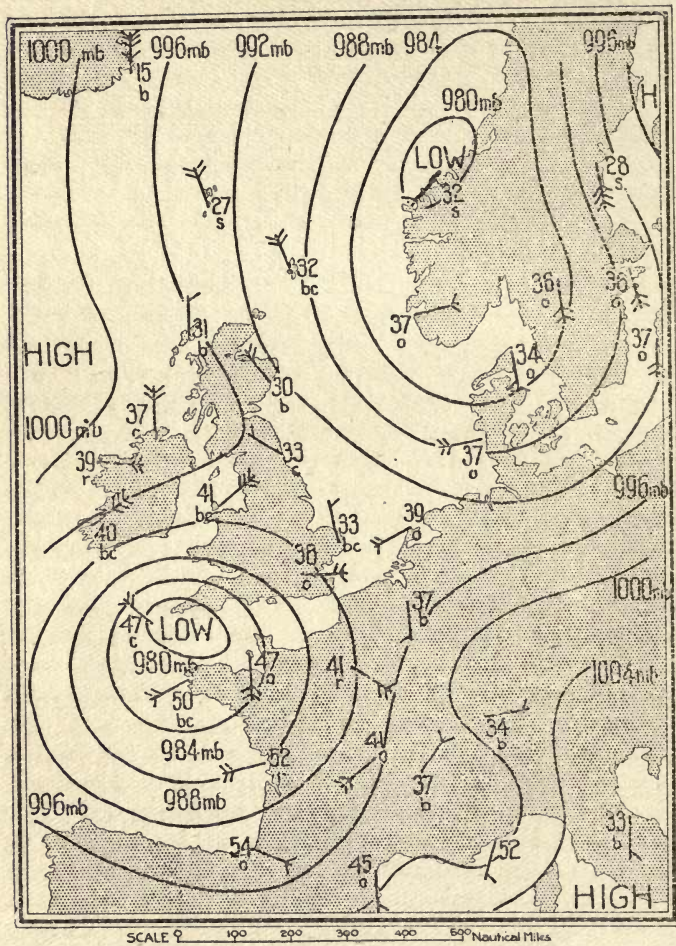 1000 mb
996mb
992mb
988mb
984
996mb
15
b
980mb
H
LOW
28
s
27
s
32
s
32
bc
36
o
36
o
37
o
31
b
HIGH
37
o
34
o
30
b
37
c
1000mb
39
r
33
c
37
o
41
bc
996mb
40
bc
33
bc
39
o
38
o
1000mb
37
b
47
c
LOW
980mb
47
o
41
r
1004mb
50
bc
34
b
984mb
52
41
37
b
988mb
996mb
33
b
54
o
52
45
o
HIGH
SCALE 0 100 200 300 400 500 Nautical Miles